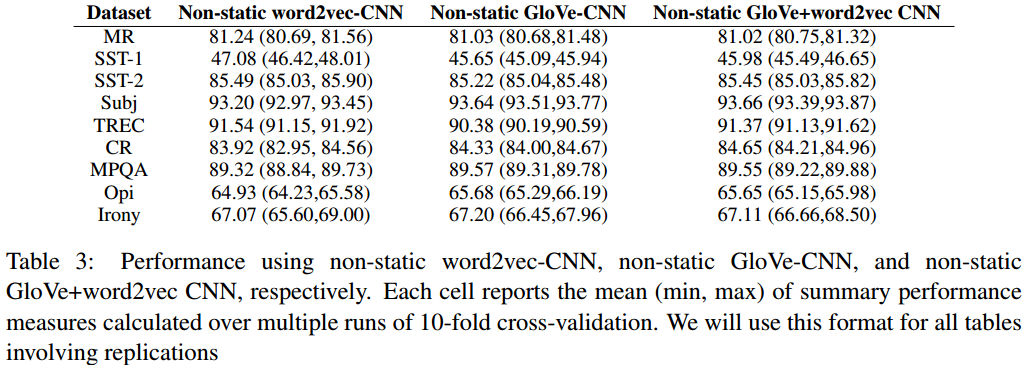 Dataset Non-static word2vec-CNN Non-static GloVe-CNN Non-static GloVe+word2vec CNN
MR 81.24 (80.69, 81.56) 81.03 (80.68,81.48) 81.02 (80.75,81.32)
SST-1 47.08 (46.42,48.01) 45.65 (45.09,45.94) 45.98 (45.49,46.65)
SST-2 85.49 (85.03, 85.90) 85.22 (85.04,85.48) 85.45 (85.03,85.82)
Subj 93.20 (92.97, 93.45) 93.64 (93.51,93.77) 93.66 (93.39,93.87)
TREC 91.54 (91.15, 91.92) 90.38 (90.19,90.59) 91.37 (91.13,91.62)
CR 83.92 (82.95, 84.56) 84.33 (84.00,84.67) 84.65 (84.21,84.96)
MPQA 89.32 (88.84, 89.73) 89.57 (89.31,89.78) 89.55 (89.22,89.88)
Opi 64.93 (64.23,65.58) 65.68 (65.29,66.19) 65.65 (65.15,65.98)
Irony 67.07 (65.60,69.00) 67.20 (66.45,67.96) 67.11 (66.66,68.50)
Table 3: Performance using non-static word2vec-CNN, non-static GloVe-CNN, and non-static
GloVe+word2vec CNN, respectively. Each cell reports the mean (min, max) of summary performance
measures calculated over multiple runs of 10-fold cross-validation. We will use this format for all tables
involving replications